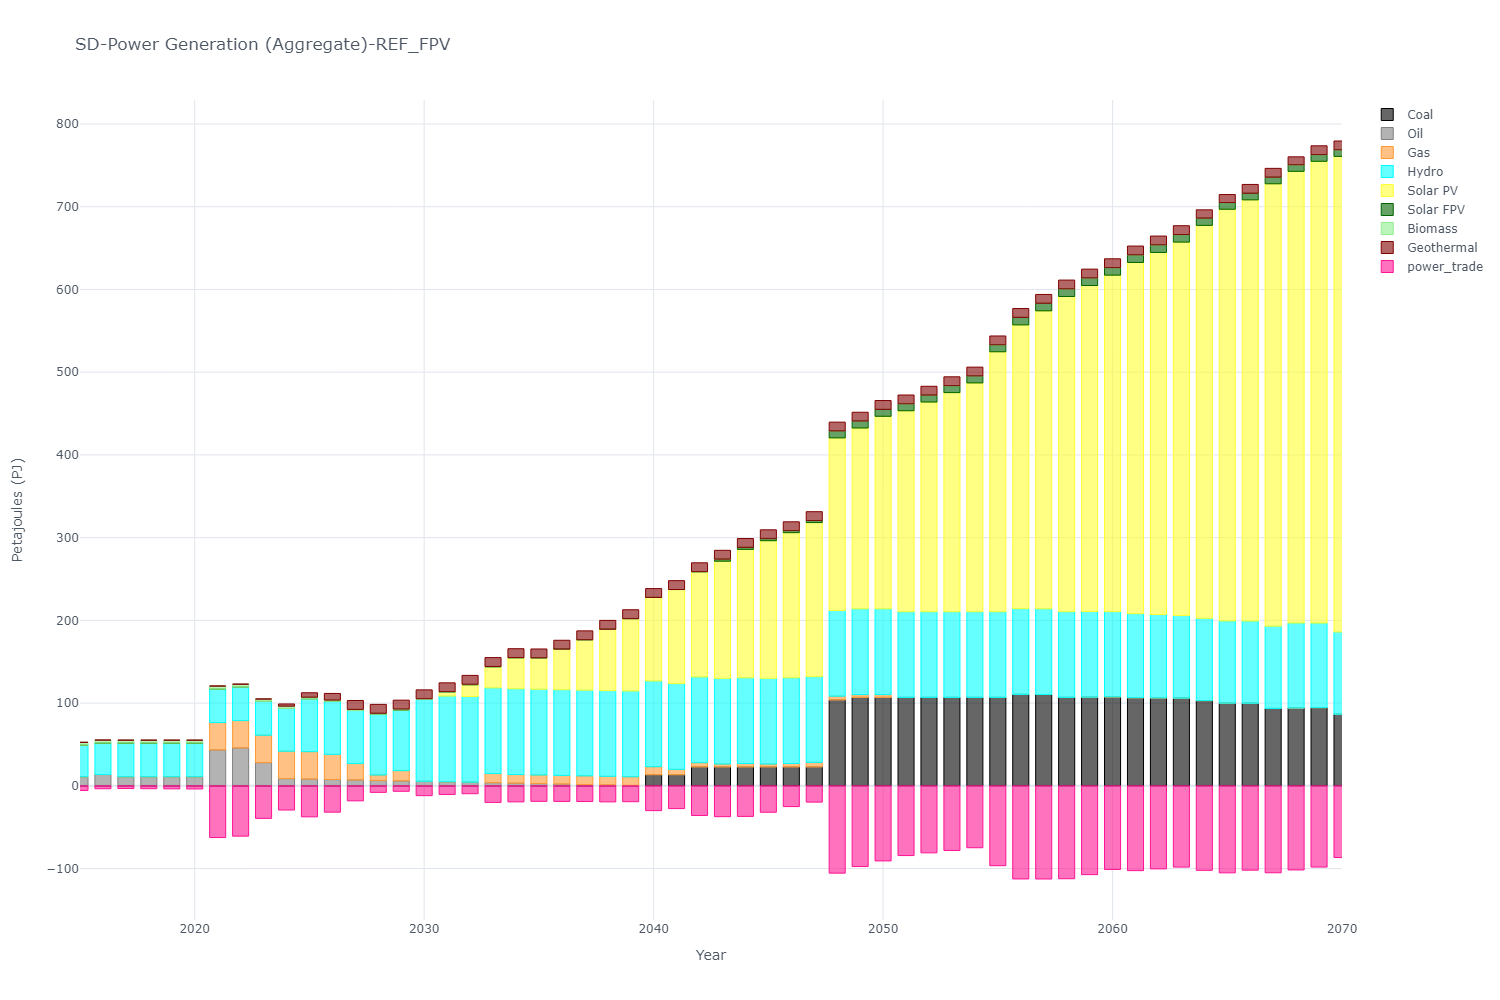 SD-Power Generation (Aggregate)-REF_FPV
800
700
600
500
400
300
200
100
0
−100
Petajoules (PJ)
2020
2030
2040
2050
2060
2070
Year
Coal
Oil
Gas
Hydro
Solar PV
Solar FPV
Biomass
Geothermal
power_trade